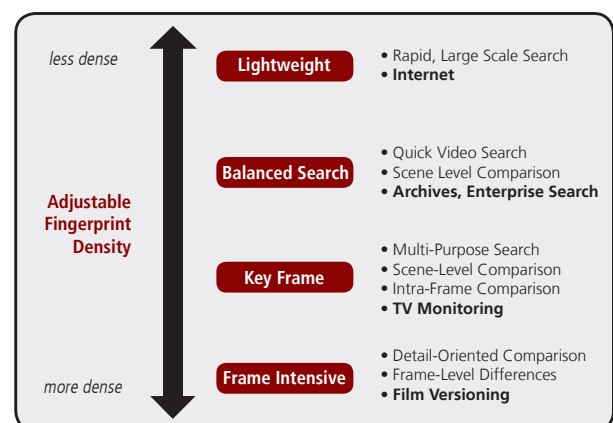 less dense
Lightweight
• Rapid, Large Scale Search
• Internet
Balanced Search
• Quick Video Search
• Scene Level Comparison
• Archives, Enterprise Search
Adjustable
Fingerprint
Density
Key Frame
• Multi-Purpose Search
• Scene-Level Comparison
• Intra-Frame Comparison
• TV Monitoring
more dense
Frame Intensive
• Detail-Oriented Comparison
• Frame-Level Differences
• Film Versioning